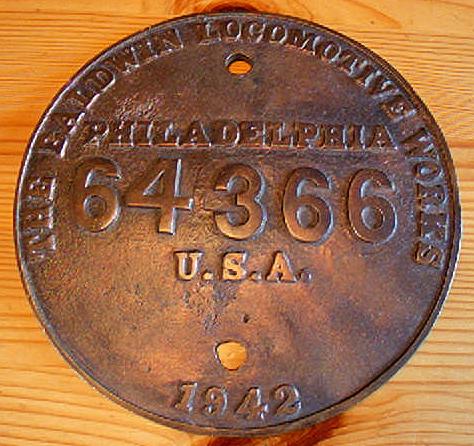 THE BALDWIN LOCOMOTIVE WORKS
PHILADELPHIA
64366
U.S.A.
1942